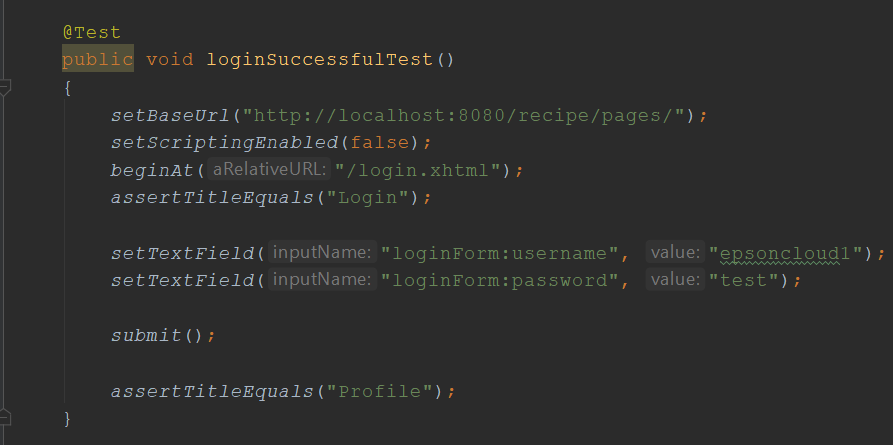 @Test
public void loginSuccessfulTest()
{
setBaseUrl("http://localhost:8080/recipe/pages/");
setScriptingEnabled(false);
beginAt( aRelativeURL: "/login.xhtml");
assertTitleEquals("Login");
setTextField( inputName: "loginForm:username", value: "epsoncloud1");
setTextField( inputName: "loginForm:password", value: "test");
submit();
assertTitleEquals("Profile");
}